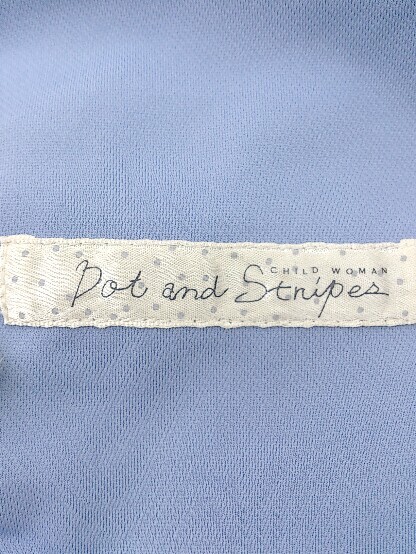 CHILD WOMAN
Dot and Stripes